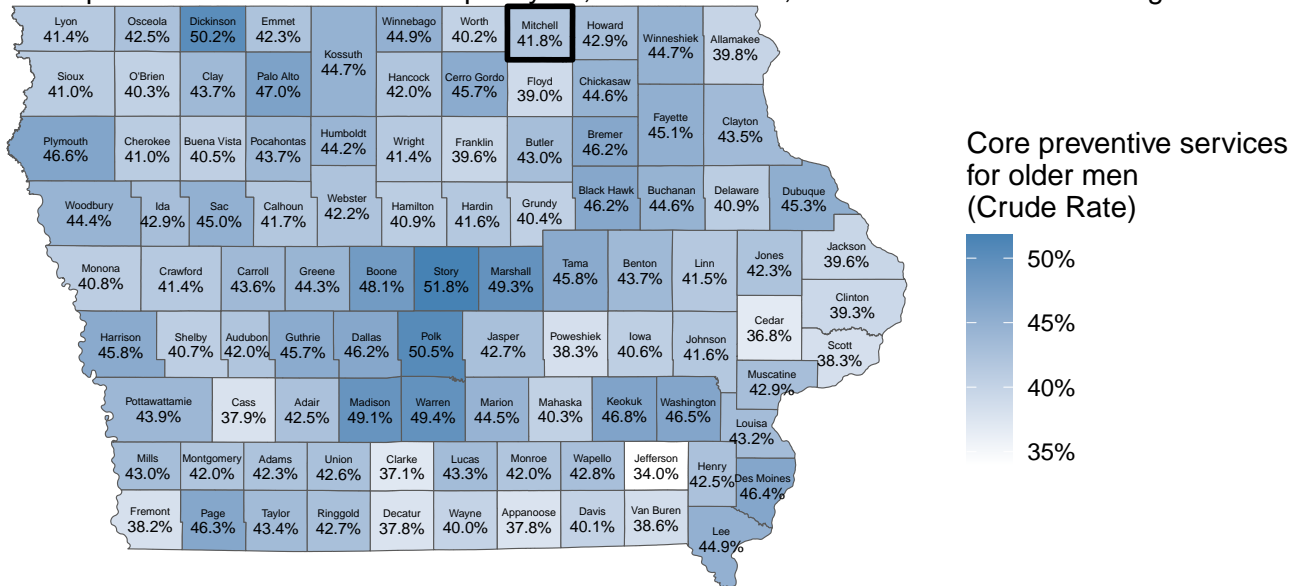 Lyon Osceola Dickinson Emmet Winnebago Worth Mitchell Howard
41.4% 42.5% 50.2% 42.3% 44.9% 40.2% 41.8% 42.9%
Kossuth Winneshiek Allamakee
44.7% 44.7% 39.8%
Sioux O'Brien Clay Palo Alto Hancock Cerro Gordo Floyd Chickasaw
41.0% 40.3% 43.7% 47.0% 42.0% 45.7% 39.0% 44.6%
Fayette Clayton
45.1% 43.5%
Plymouth Cherokee Buena Vista Pocahontas Humboldt Wright Franklin Butler Bremer
46.6% 41.0% 40.5% 43.7% 44.2% 41.4% 39.6% 43.0% 46.2%
Woodbury Ida Sac Calhoun Webster Hamilton Hardin Grundy Black Hawk Buchanan Delaware Dubuque
44.4% 42.9% 45.0% 41.7% 42.2% 40.9% 41.6% 40.4% 46.2% 44.6% 40.9% 45.3%
Monona Crawford Carroll Greene Boone Story Marshall Tama Benton Linn Jones Jackson
40.8% 41.4% 43.6% 44.3% 48.1% 51.8% 49.3% 45.8% 43.7% 41.5% 42.3% 39.6%
Clinton
39.3%
Harrison Shelby Audubon Guthrie Dallas Polk Jasper Poweshiek Iowa Johnson Cedar Scott
45.8% 40.7% 42.0% 45.7% 46.2% 50.5% 42.7% 38.3% 40.6% 41.6% 36.8% 38.3%
Muscatine
42.9%
Pottawattamie Cass Adair Madison Warren Marion Mahaska Keokuk Washington
43.9% 37.9% 42.5% 49.1% 49.4% 44.5% 40.3% 46.8% 46.5%
Louisa
43.2%
Mills Montgomery Adams Union Clarke Lucas Monroe Wapello Jefferson Henry Des Moines
43.0% 42.0% 42.3% 42.6% 37.1% 43.3% 42.0% 42.8% 34.0% 42.5% 46.4%
Fremont Page Taylor Ringgold Decatur Wayne Appanoose Davis Van Buren
38.2% 46.3% 43.4% 42.7% 37.8% 40.0% 37.8% 40.1% 38.6%
Lee
44.9%
Core preventive services
for older men
(Crude Rate)
50%
45%
40%
35%